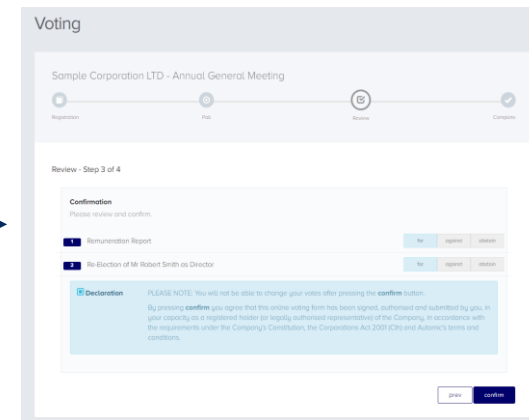 Voting
Sample Corporation LTD - Annual General Meeting
Registration Poll Review Complete
Review - Step 3 of 4
Confirmation
Please review and confirm.
1 Remuneration Report for against abstain
Re-Election of Mr Robert Smith as Director for against abstain
Declaration PLEASE NOTE: You will not be able to change your votes after pressing the confirm button.
By pressing confirm you agree that this online voting form has been signed, authorised and submitted by you, in
your capacity as a registered holder (or legally authorised representative) of the Company, in accordance with
the requirements under the Company's Constitution, the Corporations Act 2001 (Cth) and Automic's terms and
conditions.
prev confirm